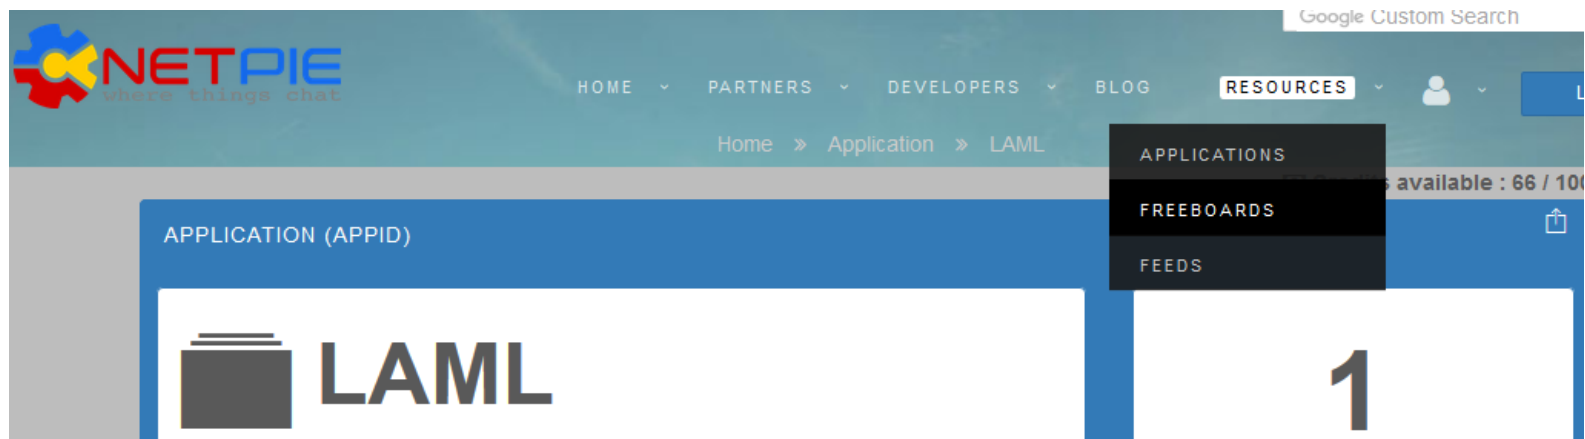 Google Custom Search
NETPIE
where things chat
HOME PARTNERS DEVELOPERS BLOG RESOURCES
Home » Application » LAML
APPLICATIONS
available : 66 / 100
FREEBOARDS
APPLICATION (APPID)
FEEDS
LAML
1